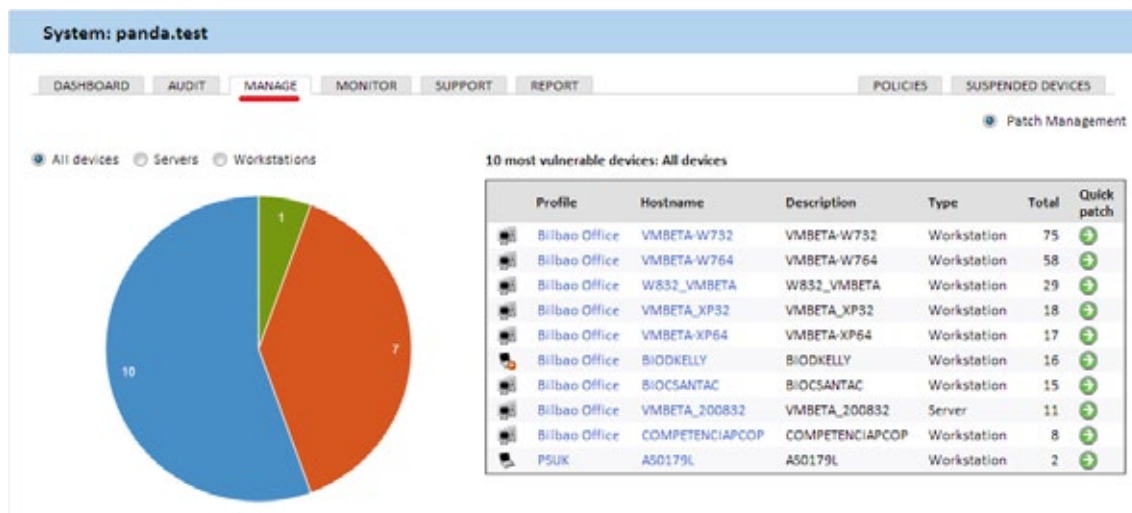 System: panda.test
DASHBOARD AUDIT MANAGE MONITOR SUPPORT REPORT POLICIES SUSPENDED DEVICES
Patch Management
All devices Servers Workstations
10 most vulnerable devices: All devices
Profile Hostname Description Type Total Quick patch
Bilbao Office VMBETA-W732 VMBETA-W732 Workstation 75
Bilbao Office VMBETA-W764 VMBETA-W764 Workstation 58
Bilbao Office W832_VMBETA W832_VMBETA Workstation 29
Bilbao Office VMBETA_XP32 VMBETA_XP32 Workstation 18
Bilbao Office VMBETA-XP64 VMBETA-XP64 Workstation 17
Bilbao Office BIODKELLY BIODKELLY Workstation 16
Bilbao Office BIOCSANTAC BIOCSANTAC Workstation 15
Bilbao Office VMBETA_200832 VMBETA_200832 Server 11
Bilbao Office COMPETENCIAPCOP COMPETENCIAPCOP Workstation 8
PSUK AS0179L AS0179L Workstation 2
1
7
10